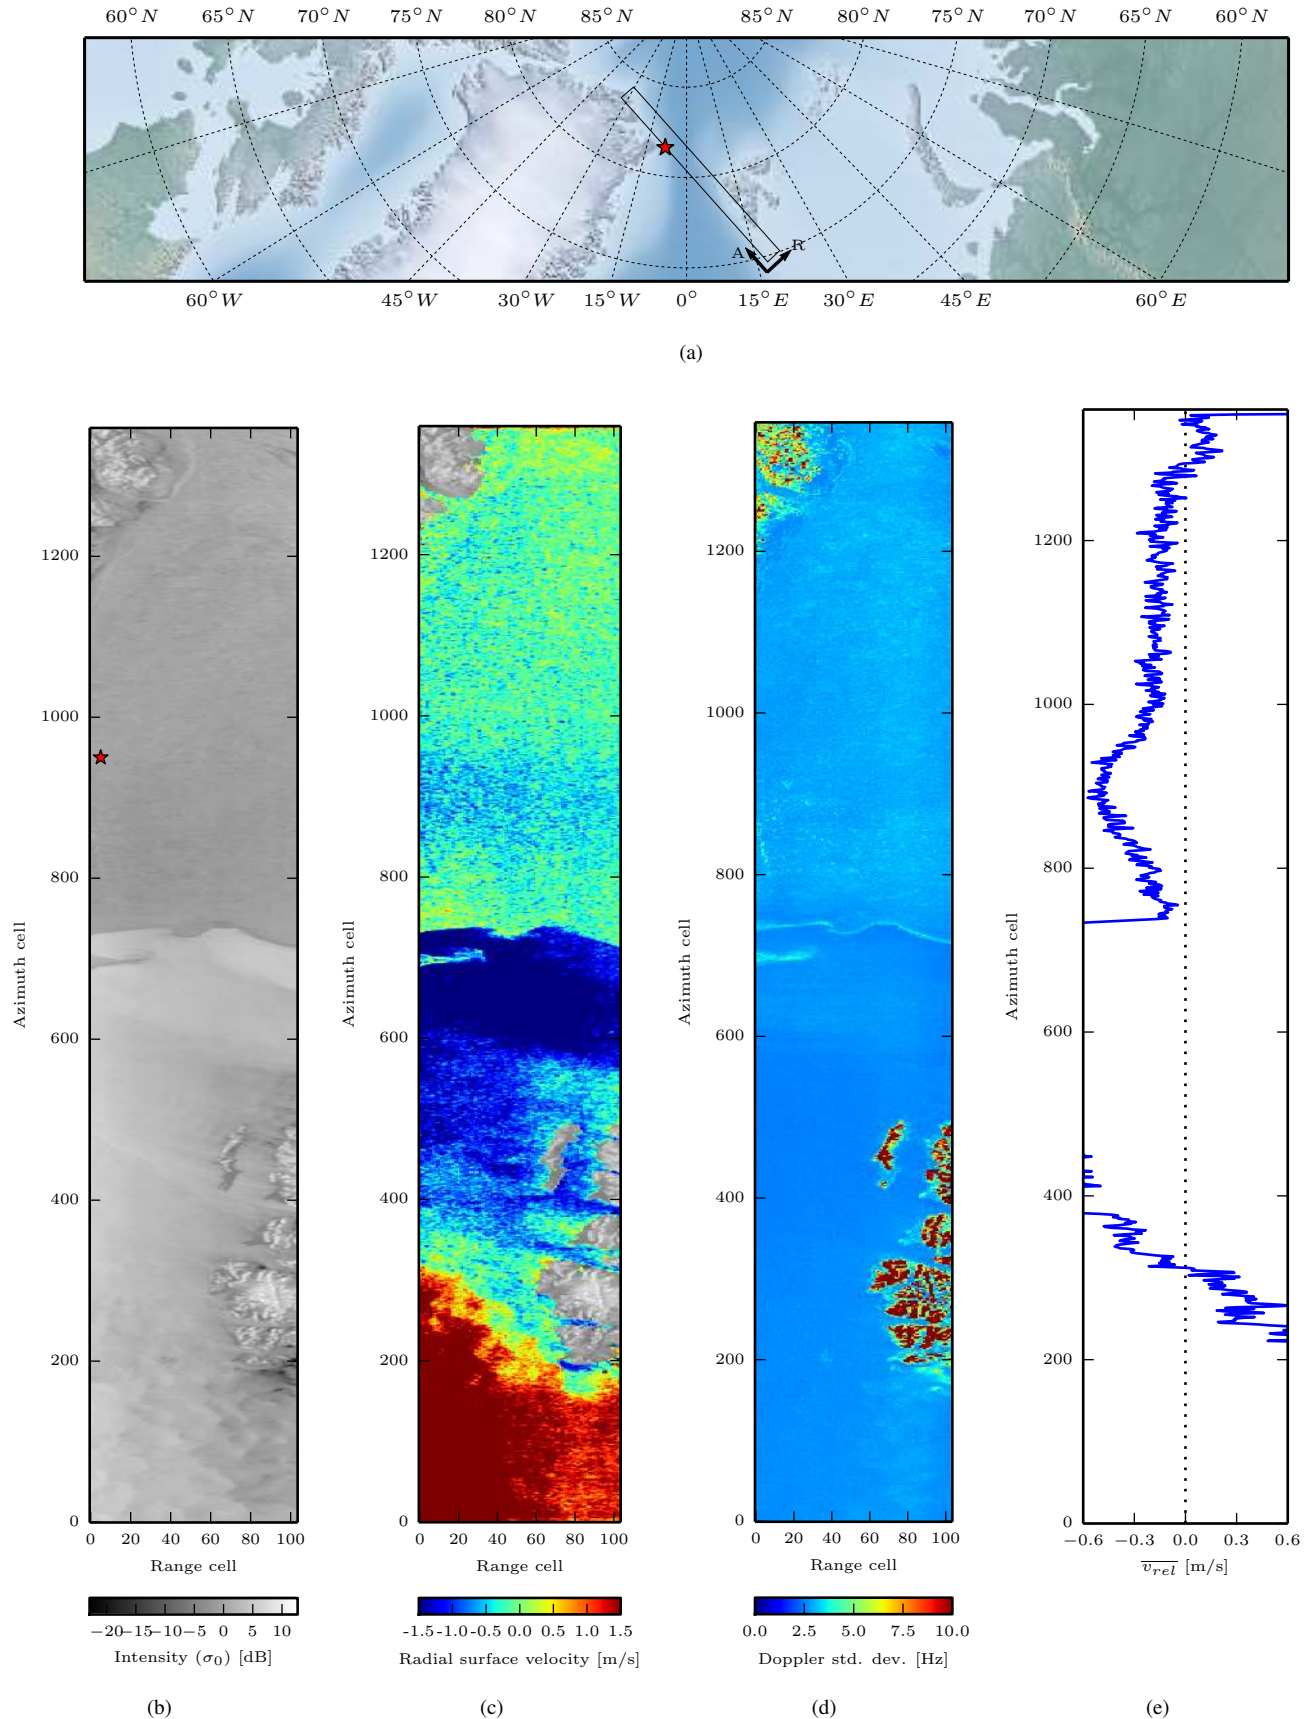 60°N 65°N 70°N 75°N 80°N 85°N 85°N 80°N 75°N 70°N 65°N 60°N
A R
60°W 45°W 30°W 15°W 0° 15°E 30°E 45°E 60°E
(a)
Azimuth cell
1200
1000
800
600
400
200
0
0 20 40 60 80 100
Range cell
−20 −15 −10 −5 0 5 10
Intensity (σ0) [dB]
(b)
Azimuth cell
1200
1000
800
600
400
200
0
0 20 40 60 80 100
Range cell
-1.5 -1.0 -0.5 0.0 0.5 1.0 1.5
Radial surface velocity [m/s]
(c)
Azimuth cell
1200
1000
800
600
400
200
0
0 20 40 60 80 100
Range cell
0.0 2.5 5.0 7.5 10.0
Doppler std. dev. [Hz]
(d)
Azimuth cell
1200
1000
800
600
400
200
0
−0.6 −0.3 0.0 0.3 0.6
v_rel [m/s]
(e)